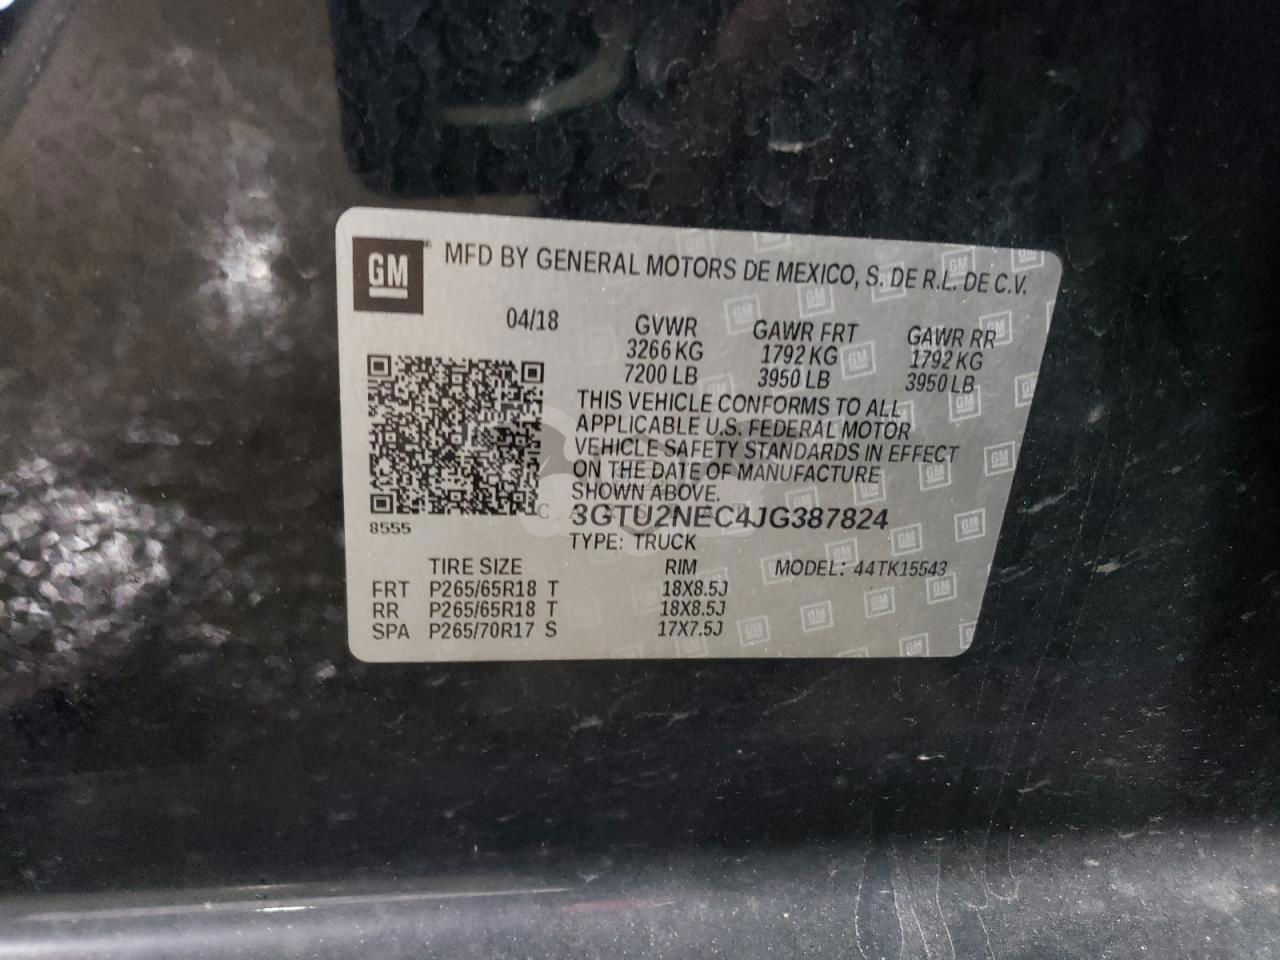 GM
MFD BY GENERAL MOTORS DE MEXICO, S. DE R.L. DE C.V.
04/18
GVWR GAWR FRT GAWR RR
3266 KG 1792 KG 1792 KG
7200 LB 3950 LB 3950 LB
THIS VEHICLE CONFORMS TO ALL
APPLICABLE U.S. FEDERAL MOTOR
VEHICLE SAFETY STANDARDS IN EFFECT
ON THE DATE OF MANUFACTURE
SHOWN ABOVE.
8555
3GTU2NEC4JG387824
TYPE: TRUCK
TIRE SIZE RIM MODEL: 44TK15543
FRT P265/65R18 T 18X8.5J
RR P265/65R18 T 18X8.5J
SPA P265/70R17 S 17X7.5J